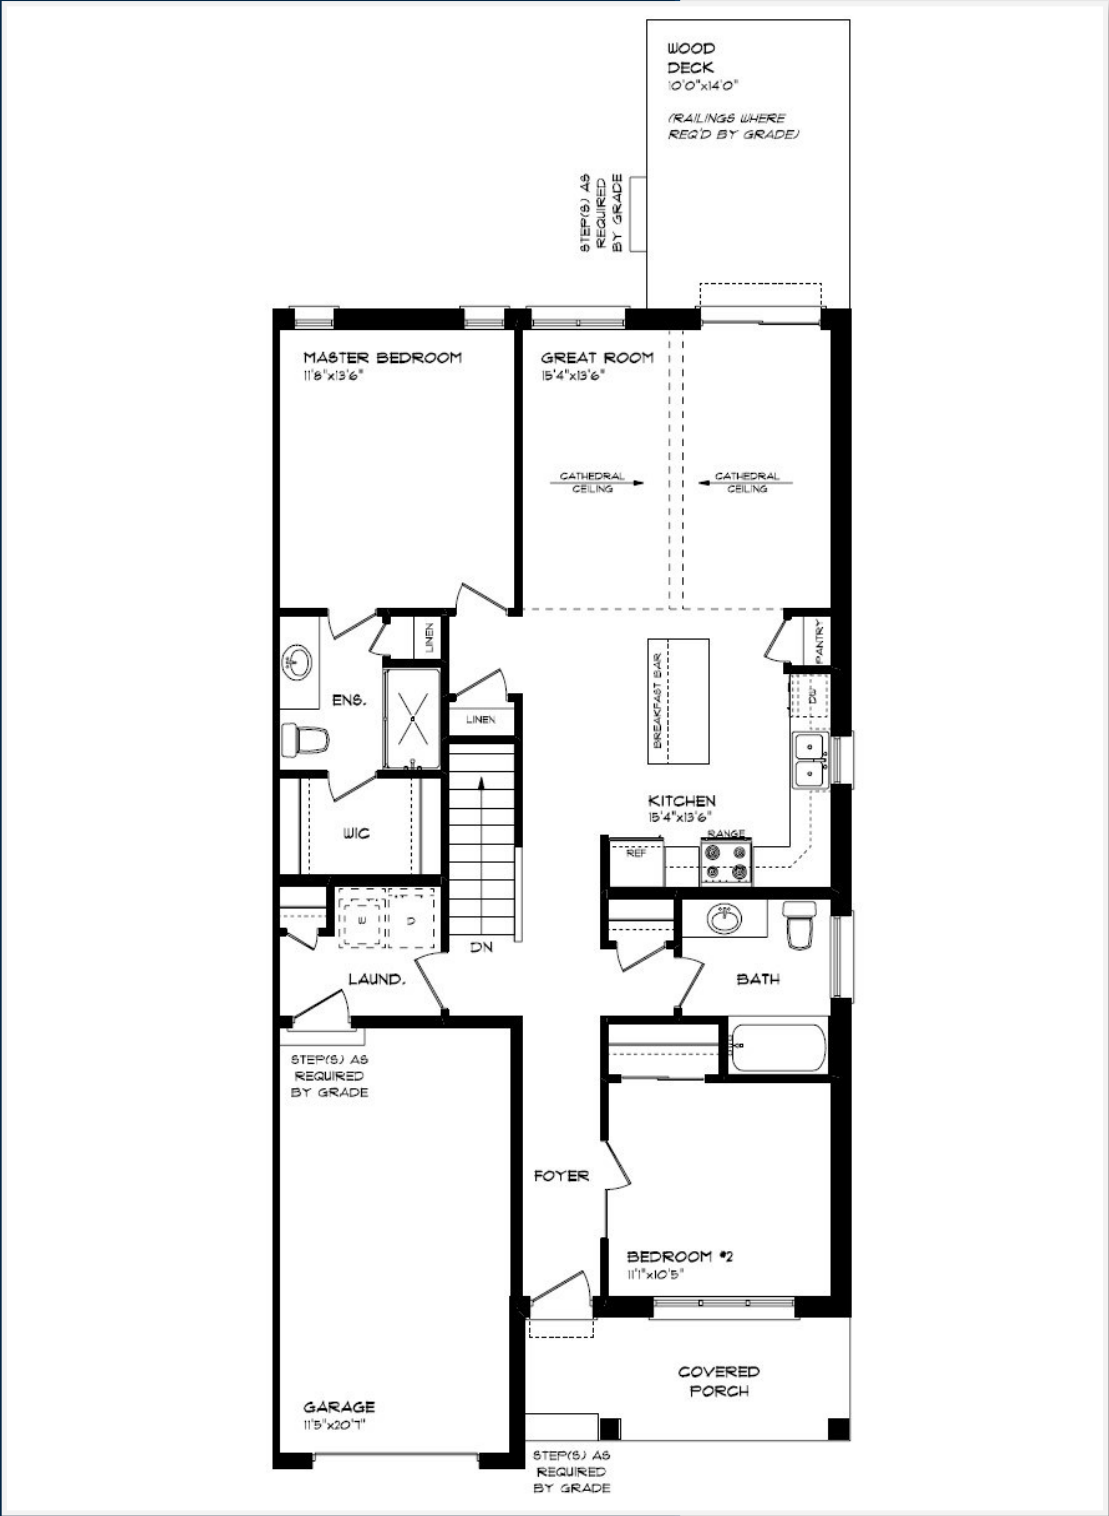 WOOD
DECK
10'0"x14'0"
(RAILINGS WHERE
REQ'D BY GRADE)
STEP(S) AS
REQUIRED
BY GRADE
MASTER BEDROOM
11'8"x13'6"
GREAT ROOM
15'4"x13'6"
CATHEDRAL
CEILING
CATHEDRAL
CEILING
LINEN
PANTRY
ENS.
BREAKFAST BAR
DW
LINEN
KITCHEN
15'4"x13'6"
WIC
RANGE
REF
W
D
DN
LAUND.
BATH
STEP(S) AS
REQUIRED
BY GRADE
FOYER
BEDROOM #2
11'1"x10'5"
COVERED
PORCH
GARAGE
11'5"x20'7"
STEP(S) AS
REQUIRED
BY GRADE